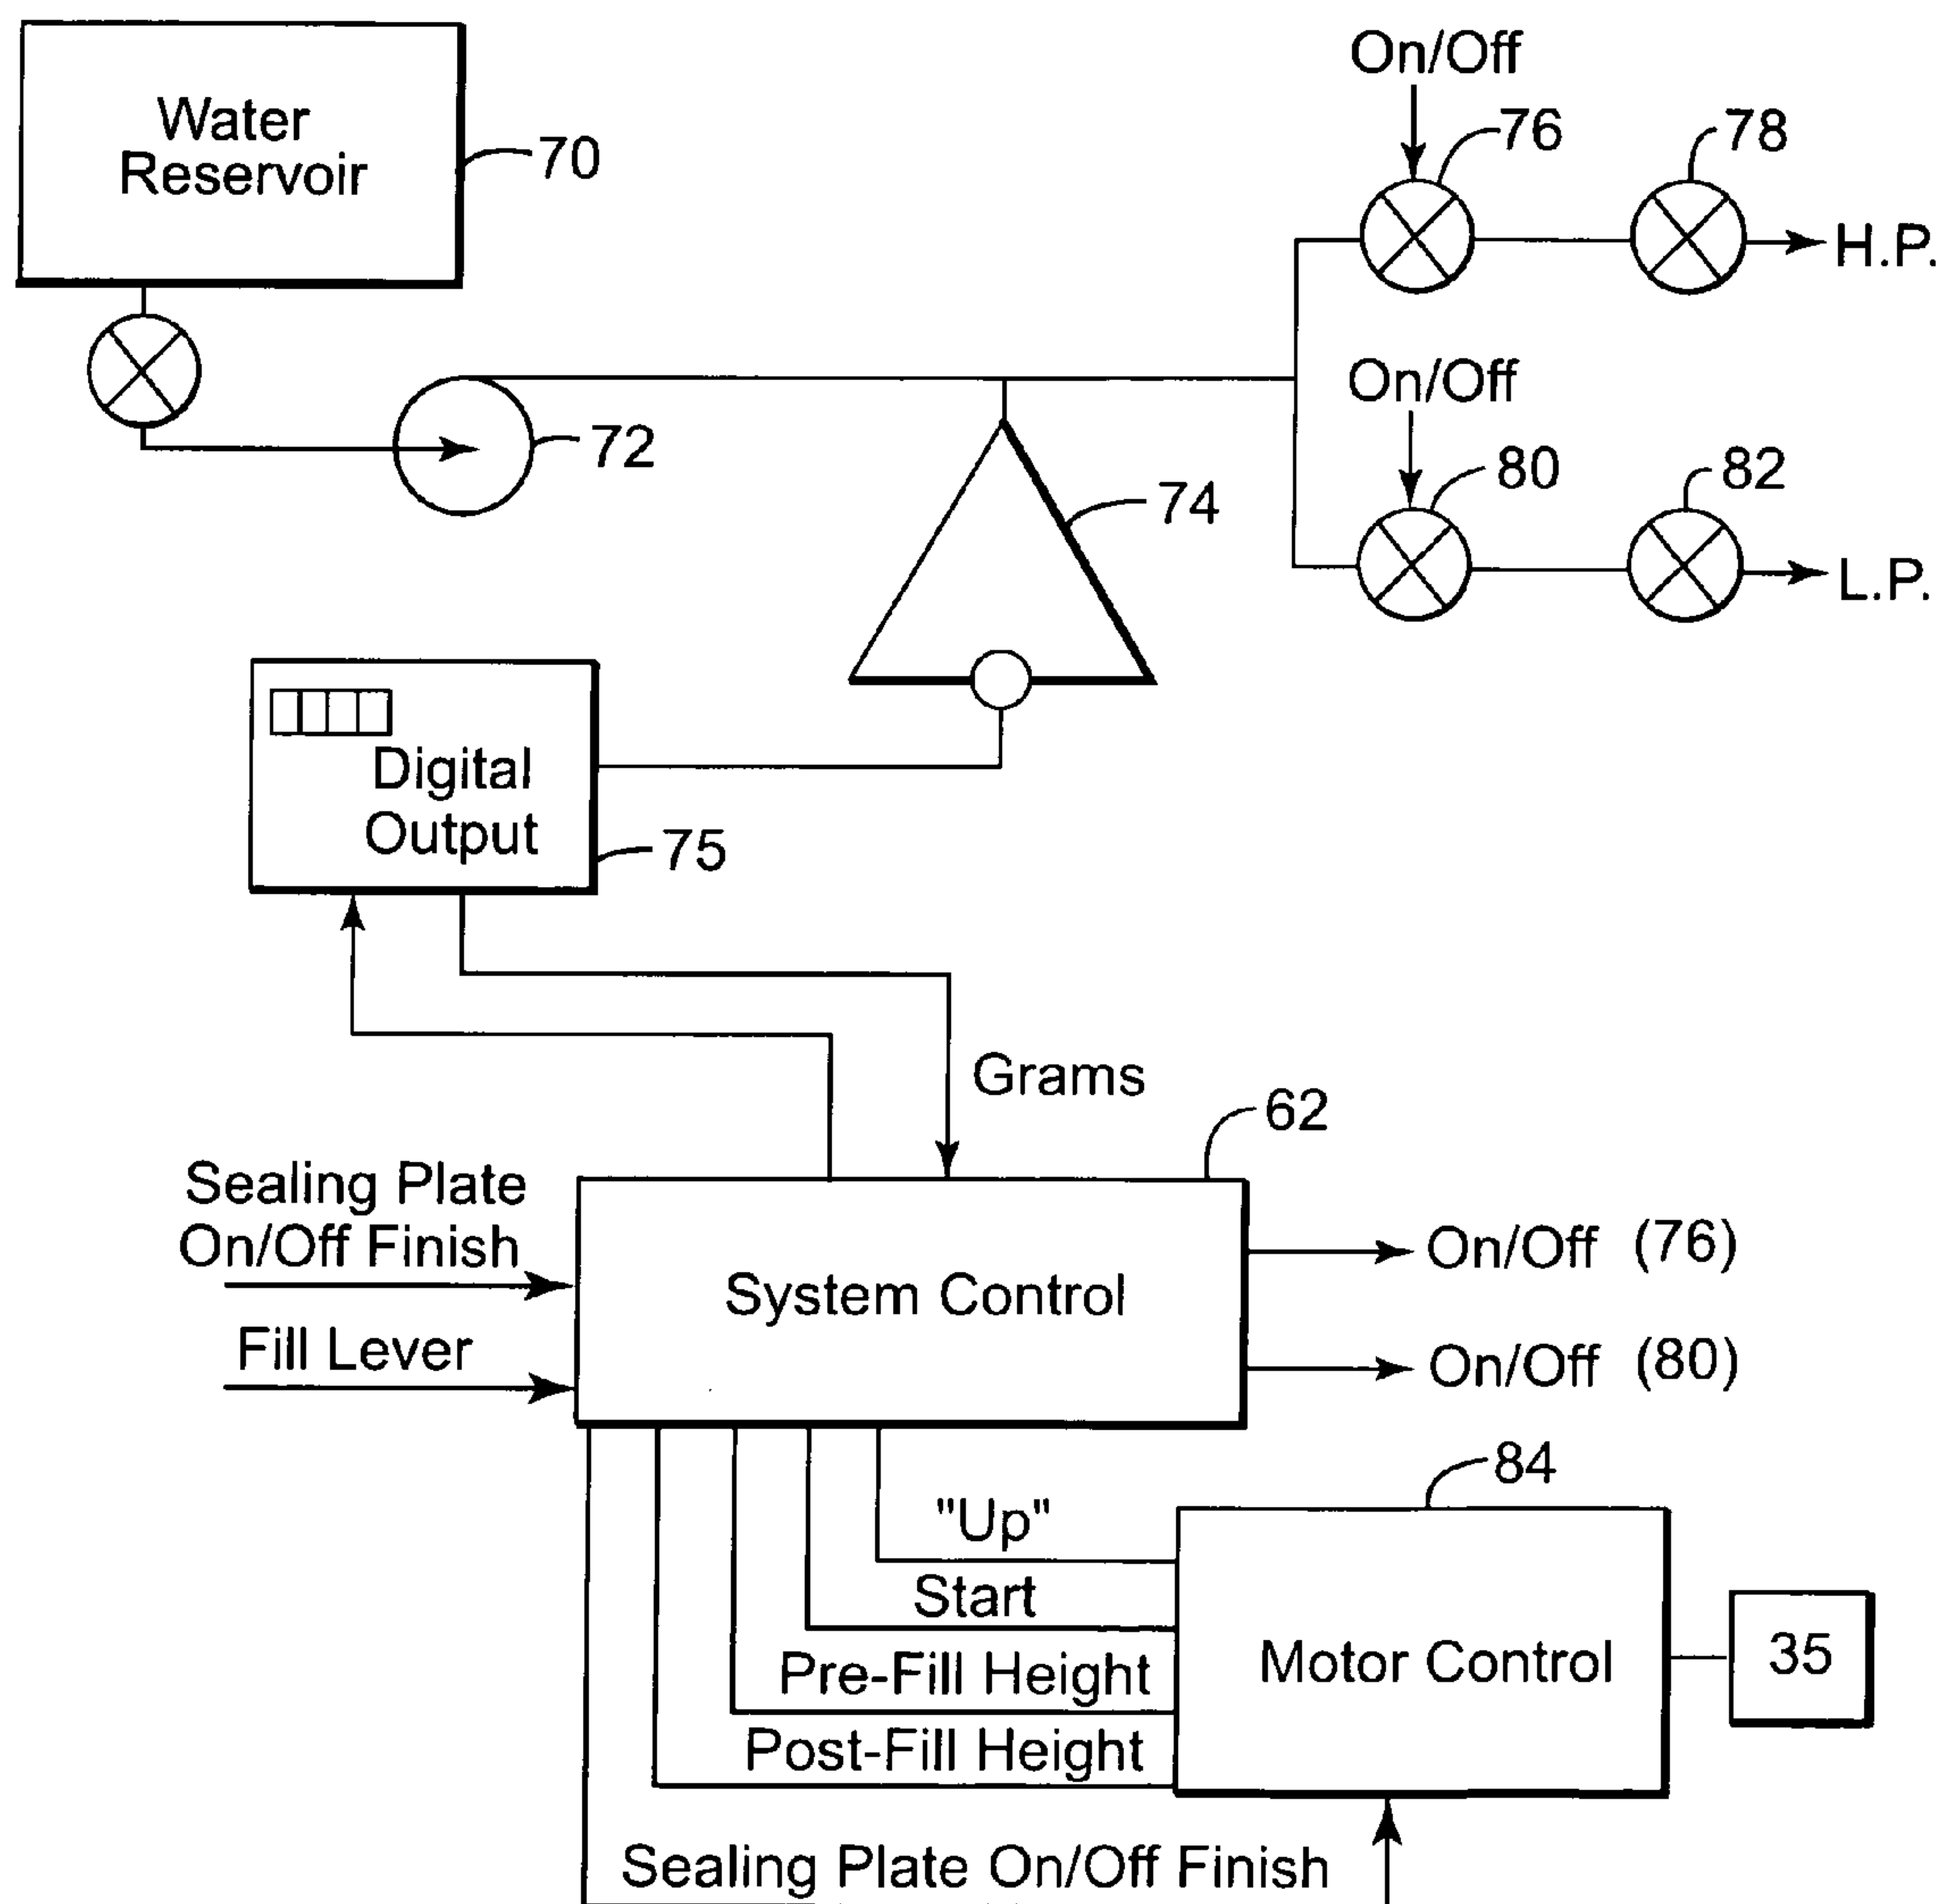 Water
Reservoir
70
On/Off
76
78
H.P.
72
On/Off
80
82
74
L.P.
Digital
Output
75
Grams
62
Sealing Plate
On/Off Finish
Fill Lever
System Control
On/Off (76)
On/Off (80)
84
"Up"
Start
Pre-Fill Height
Post-Fill Height
Motor Control
35
Sealing Plate On/Off Finish